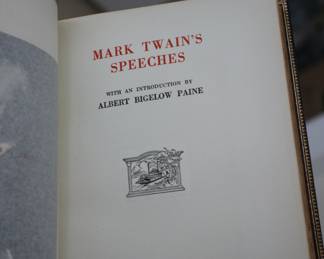 MARK TWAIN'S
SPEECHES
WITH AN INTRODUCTION BY
ALBERT BIGELOW PAINE